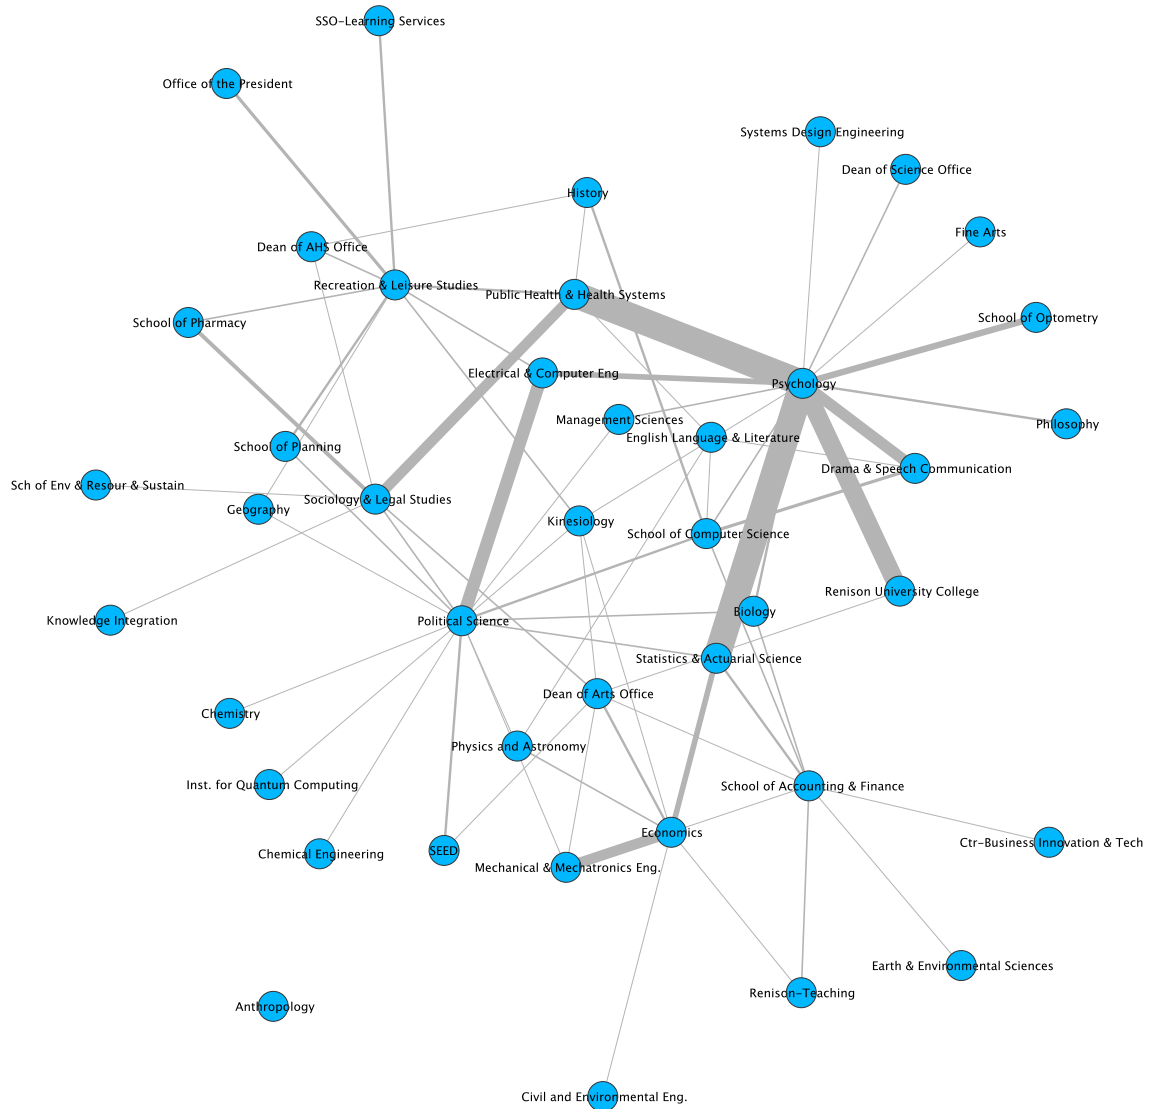 SSO-Learning Services
Office of the President
Systems Design Engineering
Dean of Science Office
History
Fine Arts
Dean of AHS Office
Recreation & Leisure Studies
Public Health & Health Systems
School of Pharmacy
School of Optometry
Electrical & Computer Eng
Psychology
Management Sciences
Philosophy
English Language & Literature
School of Planning
Drama & Speech Communication
Sch of Env & Resour & Sustain
Sociology & Legal Studies
Geography
Kinesiology
School of Computer Science
Renison University College
Biology
Knowledge Integration
Political Science
Statistics & Actuarial Science
Dean of Arts Office
Chemistry
Physics and Astronomy
Inst. for Quantum Computing
School of Accounting & Finance
Economics
Ctr-Business Innovation & Tech
SEED
Chemical Engineering
Mechanical & Mechatronics Eng.
Earth & Environmental Sciences
Renison-Teaching
Anthropology
Civil and Environmental Eng.